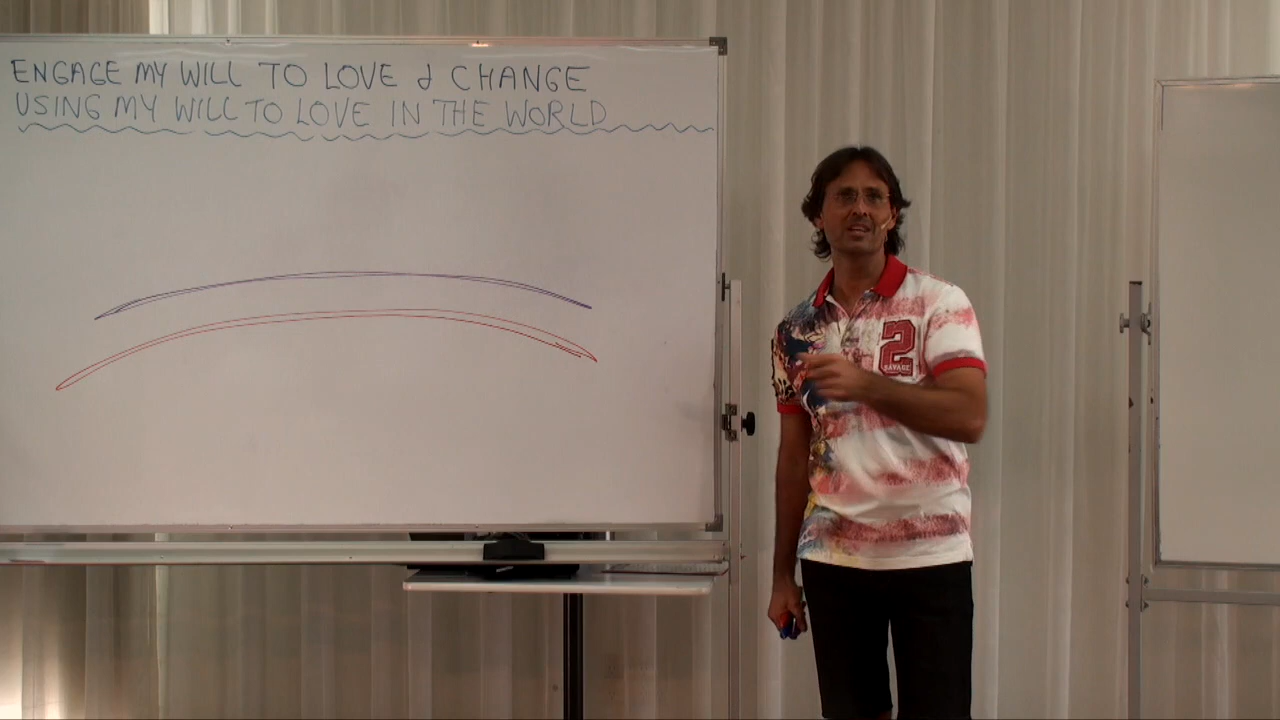 ENGAGE MY WILL TO LOVE & CHANGE
USING MY WILL TO LOVE IN THE WORLD
2
SAVAGE